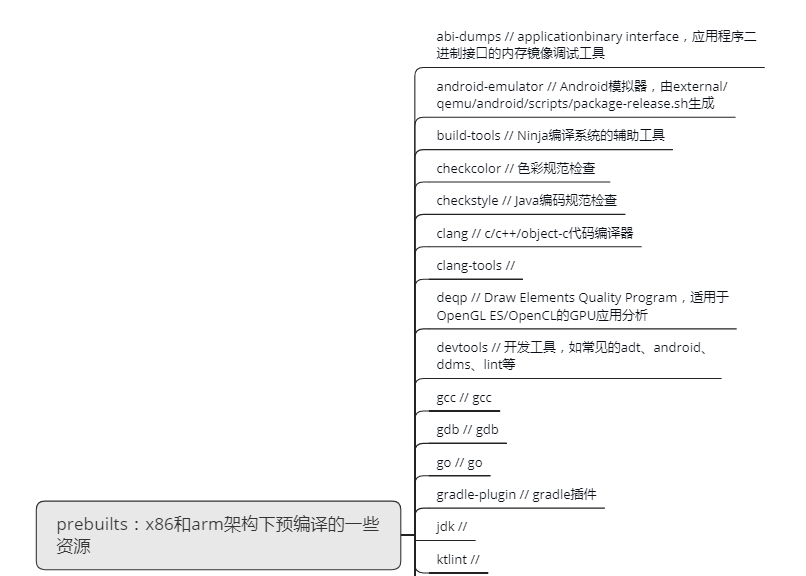 abi-dumps // applicationbinary interface，应用程序二
进制接口的内存镜像调试工具
android-emulator // Android模拟器，由external/
qemu/android/scripts/package-release.sh生成
build-tools // Ninja编译系统的辅助工具
checkcolor // 色彩规范检查
checkstyle // Java编码规范检查
clang // c/c++/object-c代码编译器
clang-tools //
deqp // Draw Elements Quality Program，适用于
OpenGL ES/OpenCL的GPU应用分析
devtools // 开发工具，如常见的adt、android、
ddms、lint等
gcc // gcc
gdb // gdb
go // go
gradle-plugin // gradle插件
prebuilts：x86和arm架构下预编译的一些
资源
jdk //
ktlint //